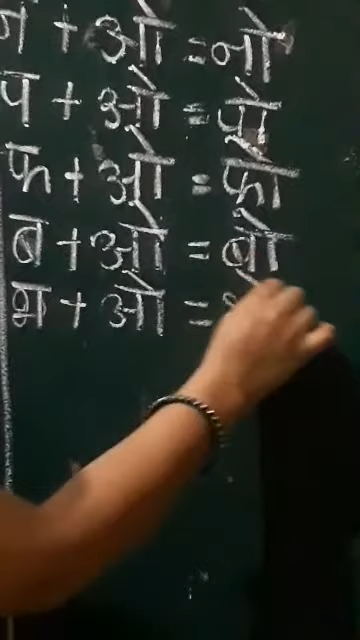 न + ओ = नो
प + ओ = पो
फ + ओ = फो
ब + ओ = बो
भ + ओ =